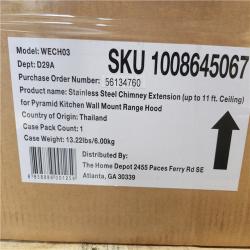 Model: WECH03
Dept: D29A
SKU 1008645067
Purchase Order Number: 56134760
Product name: Stainless Steel Chimney Extension (up to 11 ft. Ceiling)
for Pyramid Kitchen Wall Mount Range Hood
Country of Origin: Thailand
Case Pack Count: 1
Case Weight: 13.22lbs/6.00kg
Distributed By:
The Home Depot 2455 Paces Ferry Rd SE
Atlanta, GA 30339